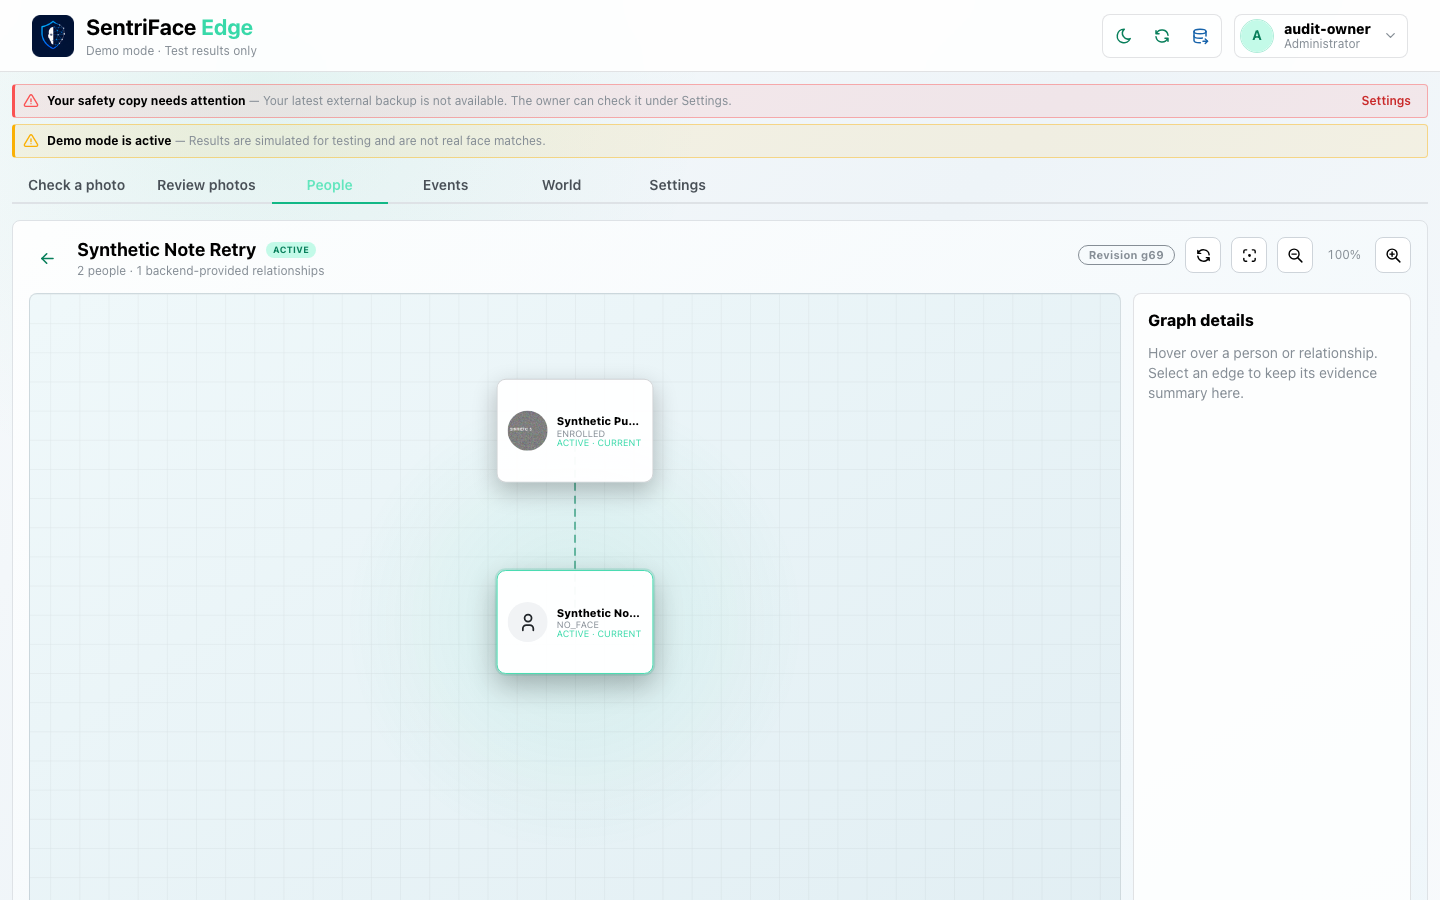 SentriFace Edge
Demo mode · Test results only
A
audit-owner
Administrator
Your safety copy needs attention — Your latest external backup is not available. The owner can check it under Settings.
Settings
Demo mode is active — Results are simulated for testing and are not real face matches.
Check a photo
Review photos
People
Events
World
Settings
Synthetic Note Retry
ACTIVE
2 people · 1 backend-provided relationships
Revision g69
100%
Synthetic Pu...
ENROLLED
ACTIVE · CURRENT
Synthetic No...
NO_FACE
ACTIVE · CURRENT
Graph details
Hover over a person or relationship.
Select an edge to keep its evidence
summary here.